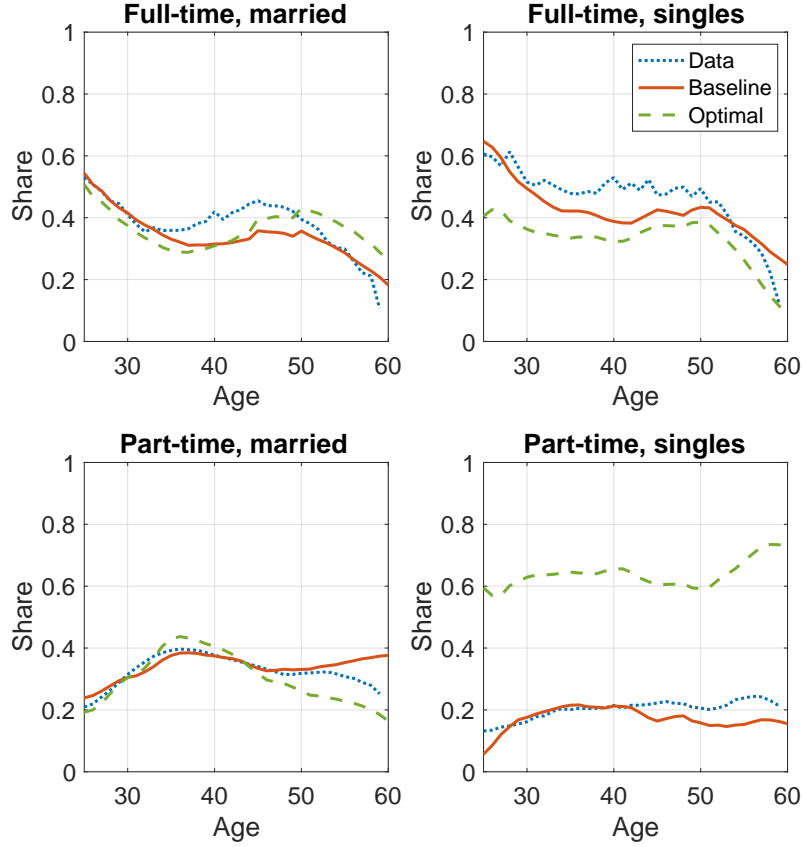 Full-time, married
1
0.8
0.6
0.4
0.2
0
Share
30 40 50 60
Age
Full-time, singles
1
0.8
0.6
0.4
0.2
0
Share
30 40 50 60
Age
Data
Baseline
Optimal
Part-time, married
1
0.8
0.6
0.4
0.2
0
Share
30 40 50 60
Age
Part-time, singles
1
0.8
0.6
0.4
0.2
0
Share
30 40 50 60
Age